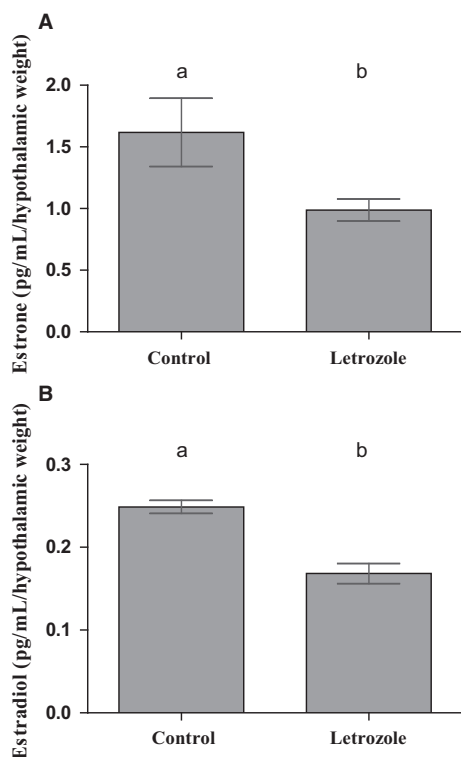 A
a b
Estrone (pg/mL/hypothalamic weight)
2.0
1.5
1.0
0.5
0.0
Control Letrozole
B
a b
Estradiol (pg/mL/hypothalamic weight)
0.3
0.2
0.1
0.0
Control Letrozole